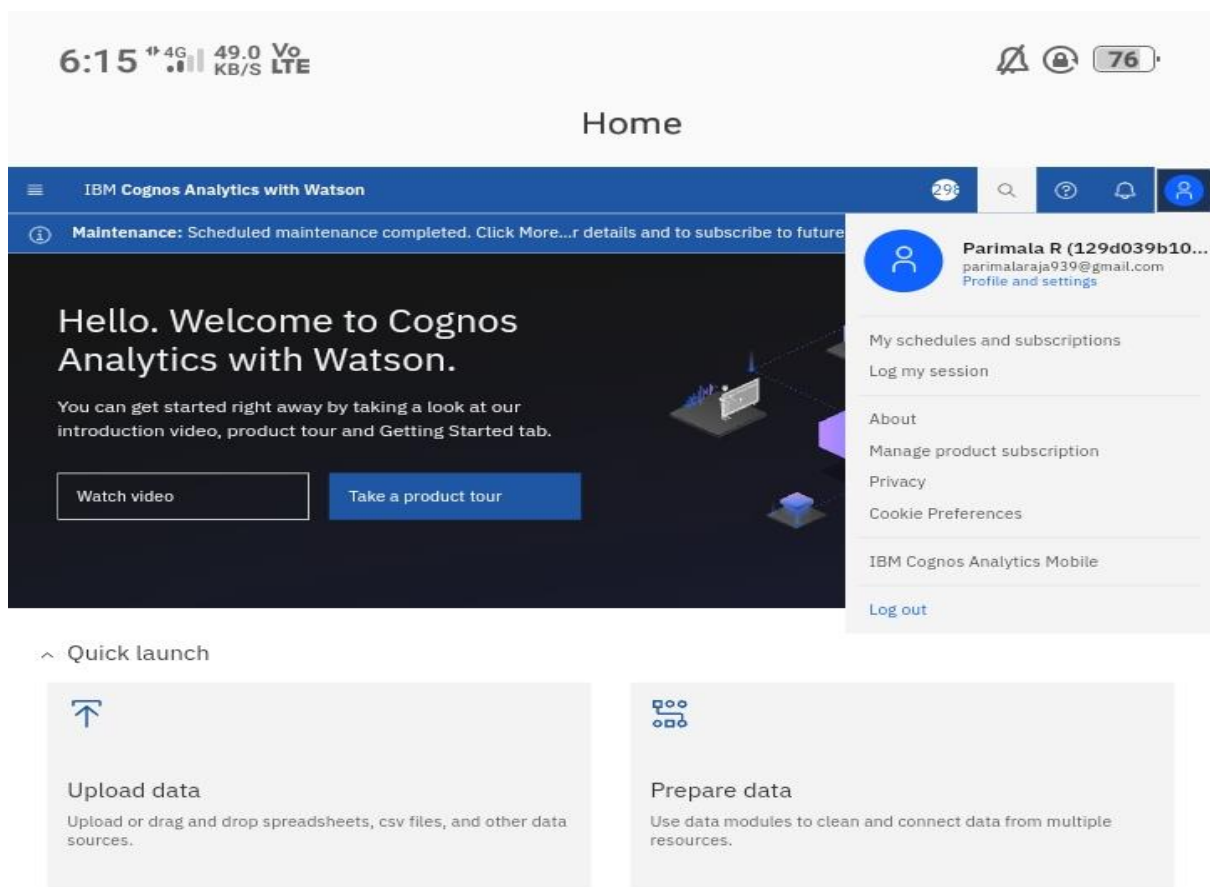 6:15 4G 49.0 KB/S Vo LTE 76
Home
IBM Cognos Analytics with Watson 298
Maintenance: Scheduled maintenance completed. Click More...r details and to subscribe to future
Parimala R (129d039b10...
parimalaraja939@gmail.com
Profile and settings
Hello. Welcome to Cognos
Analytics with Watson.
You can get started right away by taking a look at our
introduction video, product tour and Getting Started tab.
Watch video
Take a product tour
My schedules and subscriptions
Log my session
About
Manage product subscription
Privacy
Cookie Preferences
IBM Cognos Analytics Mobile
Log out
Quick launch
Upload data
Upload or drag and drop spreadsheets, csv files, and other data
sources.
Prepare data
Use data modules to clean and connect data from multiple
resources.